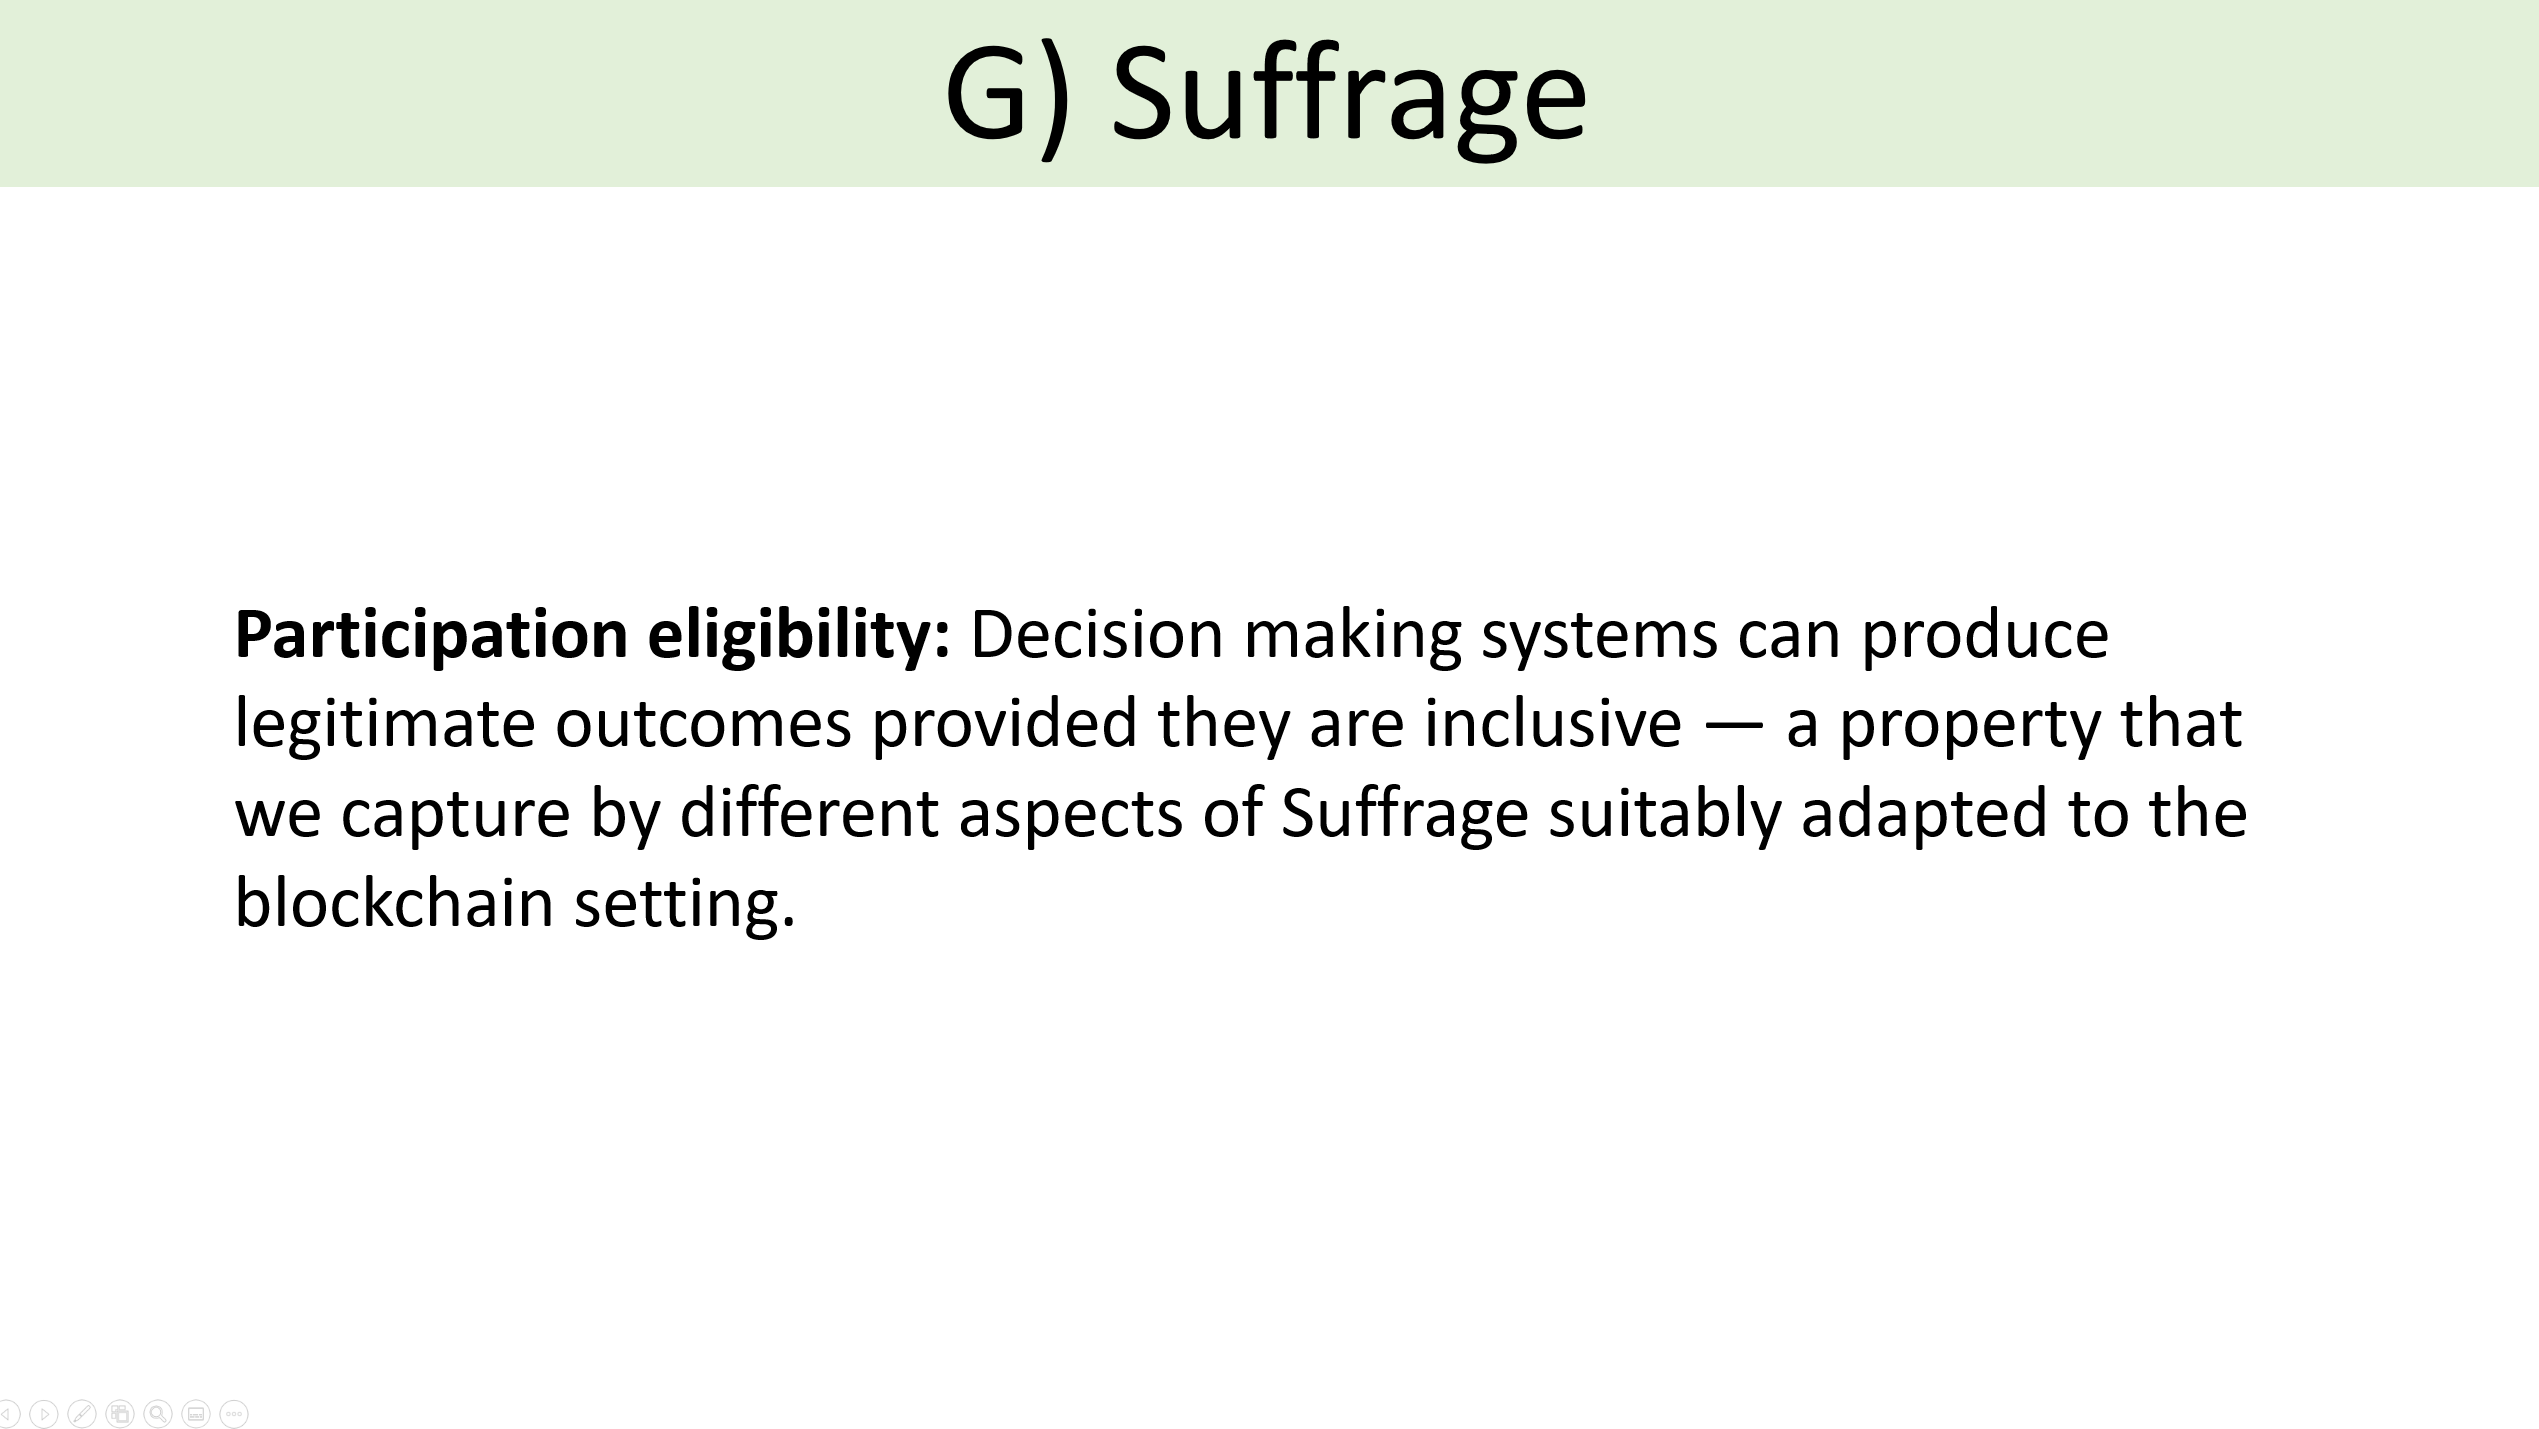 G) Suffrage
Participation eligibility: Decision making systems can produce
legitimate outcomes provided they are inclusive — a property that
we capture by different aspects of Suffrage suitably adapted to the
blockchain setting.